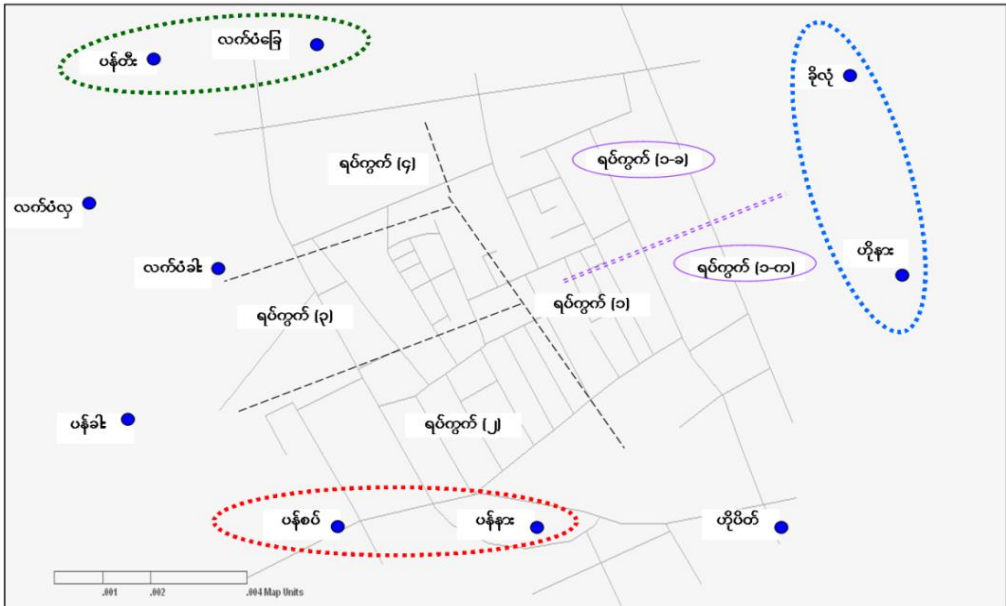 လက်ပံခြေ
ပန်တီး
ခိုလုံ
ရပ်ကွက် (၄)
ရပ်ကွက် (၁-ခ)
လက်ပံလှ
ဟိုနား
လက်ပံခါး
ရပ်ကွက် (၁-က)
ရပ်ကွက် (၃)
ရပ်ကွက် (၁)
ပန်ခါး
ရပ်ကွက် (၂)
ပန်စပ်
ပန်နား
ဟိုပိတ်
.001 .002 .004 Map Units